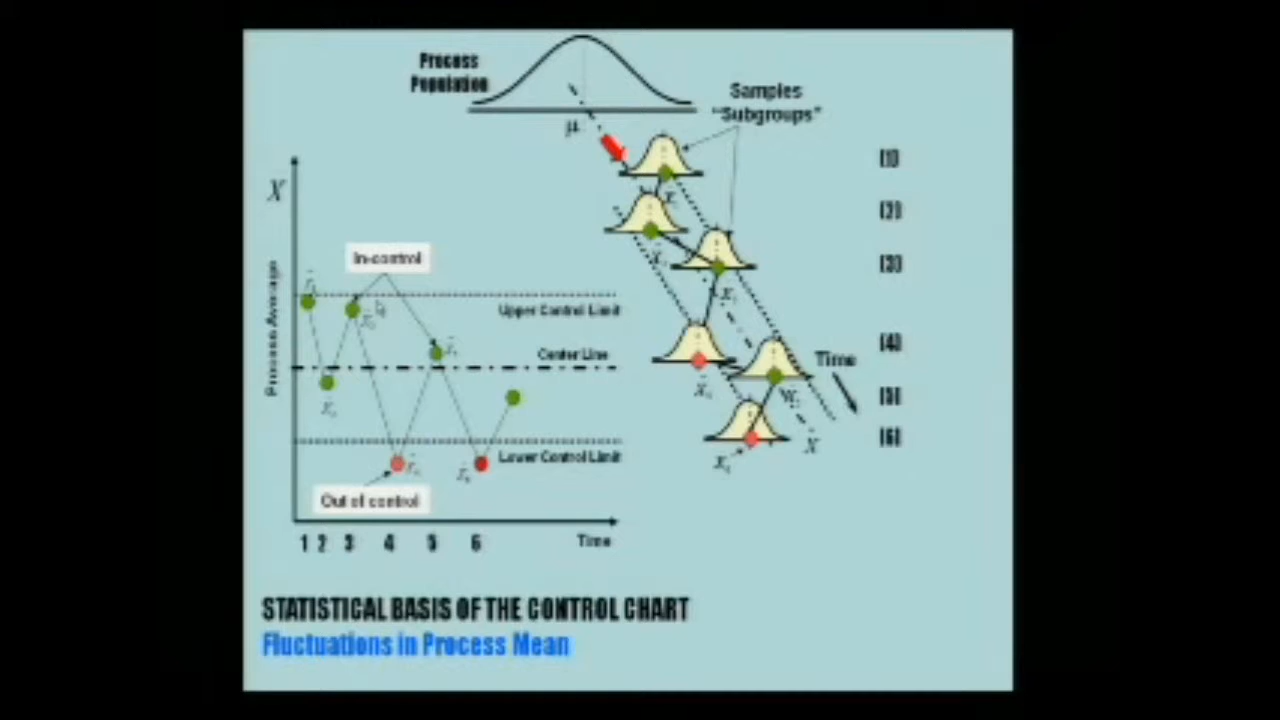 Process
Population
μ
Samples
"Subgroups"
[1]
[2]
[3]
[4]
[5]
[6]
Time
X
X
Process Average
In-control
Upper Control Limit
Center Line
Lower Control Limit
Out of control
1 2 3 4 5 6
Time
STATISTICAL BASIS OF THE CONTROL CHART
Fluctuations in Process Mean